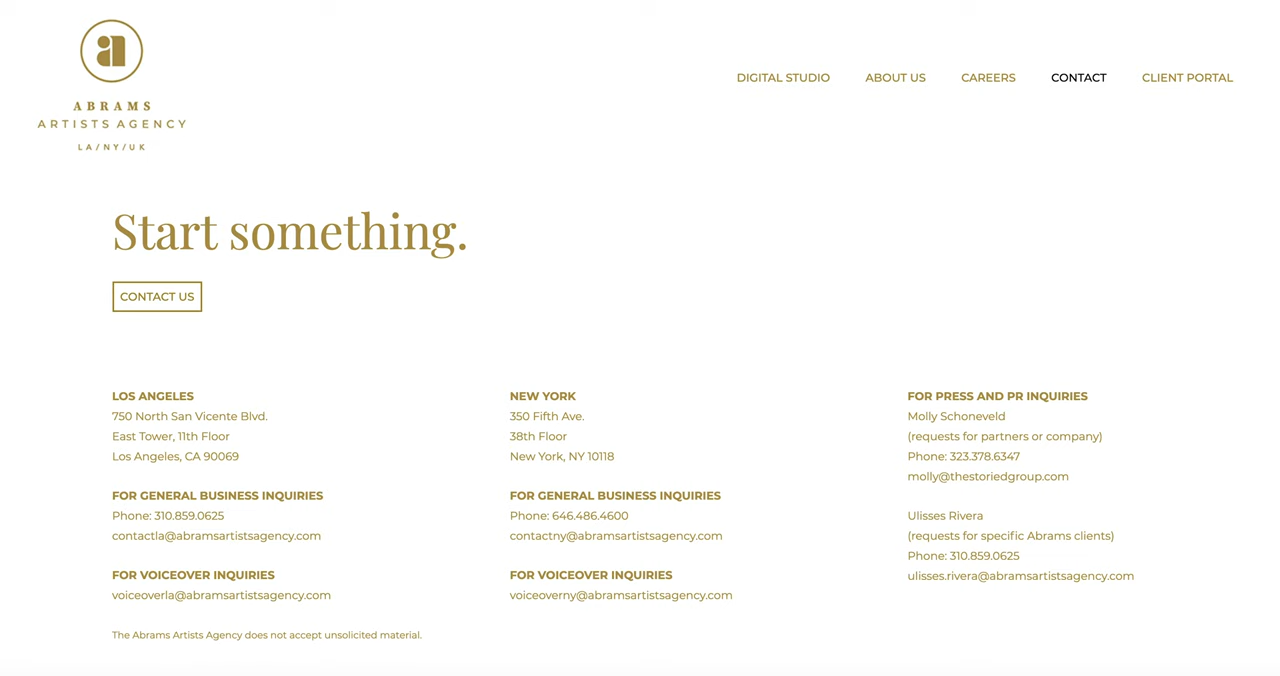 a
ABRAMS
ARTISTS AGENCY
LA/NY/UK
DIGITAL STUDIO
ABOUT US
CAREERS
CONTACT
CLIENT PORTAL
Start something.
CONTACT US
LOS ANGELES
750 North San Vicente Blvd.
East Tower, 11th Floor
Los Angeles, CA 90069
FOR GENERAL BUSINESS INQUIRIES
Phone: 310.859.0625
contactla@abramsartistsagency.com
FOR VOICEOVER INQUIRIES
voiceoverla@abramsartistsagency.com
NEW YORK
350 Fifth Ave.
38th Floor
New York, NY 10118
FOR GENERAL BUSINESS INQUIRIES
Phone: 646.486.4600
contactny@abramsartistsagency.com
FOR VOICEOVER INQUIRIES
voiceoverny@abramsartistsagency.com
FOR PRESS AND PR INQUIRIES
Molly Schoneveld
(requests for partners or company)
Phone: 323.378.6347
molly@thestoriedgroup.com
Ulisses Rivera
(requests for specific Abrams clients)
Phone: 310.859.0625
ulisses.rivera@abramsartistsagency.com
The Abrams Artists Agency does not accept unsolicited material.